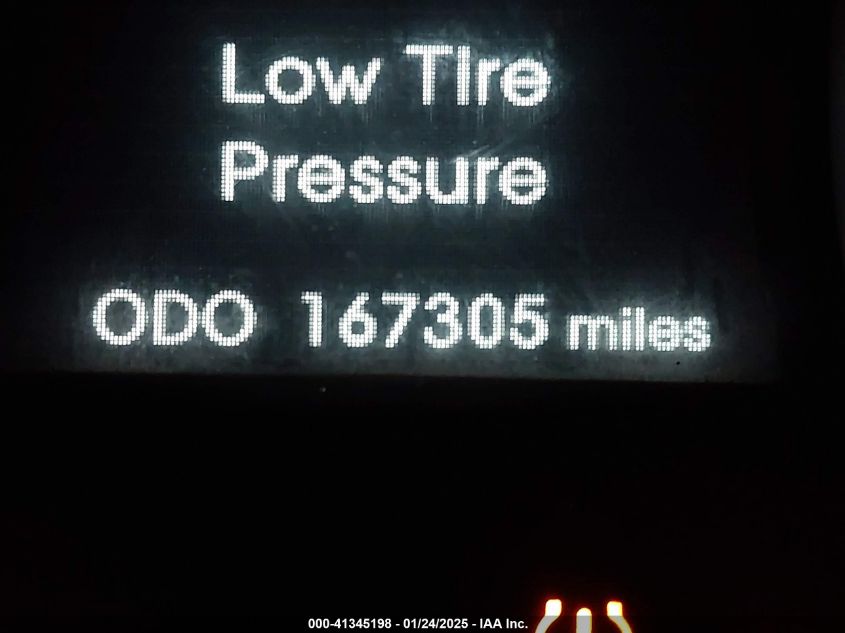 Low Tire
Pressure
ODO 167305 miles
000-41345198 - 01/24/2025 - IAA Inc.